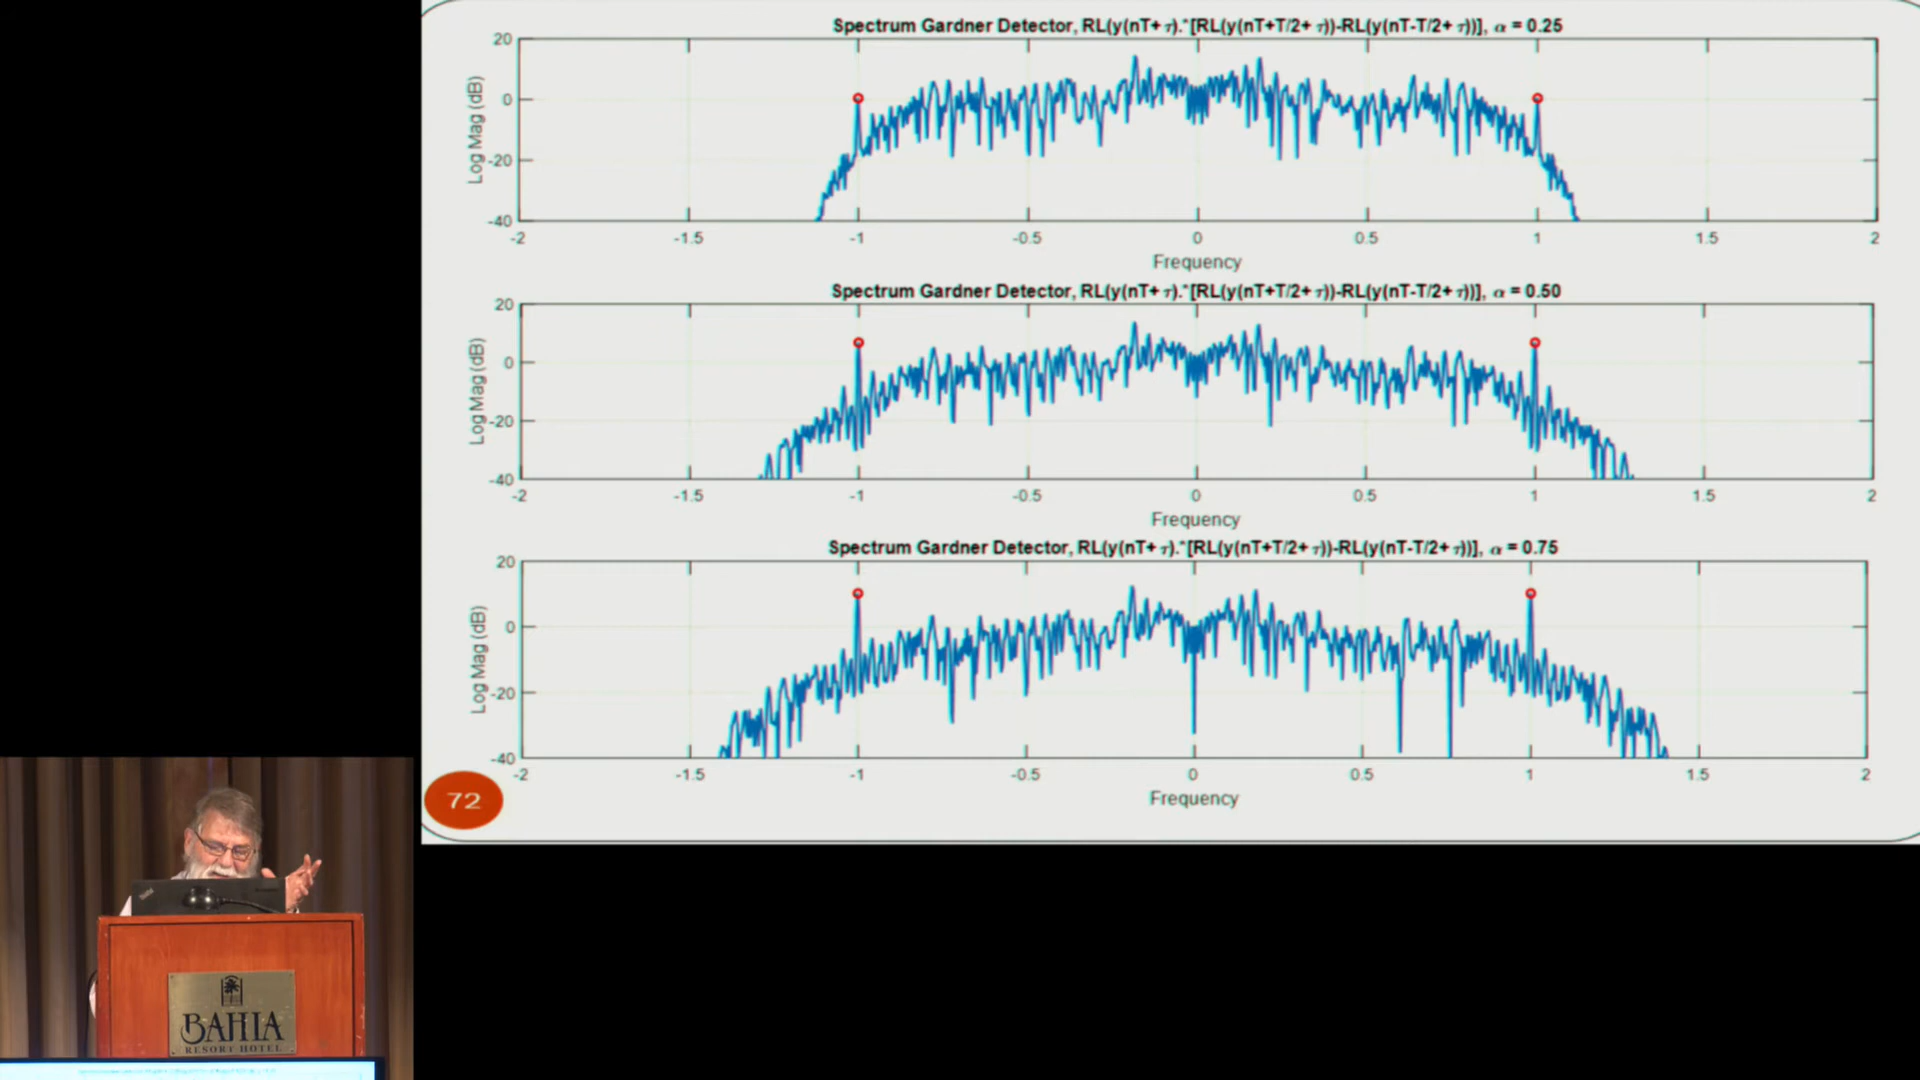 Spectrum Gardner Detector, RL(y(nT+ τ).*[RL(y(nT+T/2+ τ))-RL(y(nT-T/2+ τ))], α = 0.25
Log Mag (dB)
20
0
-20
-40
-2 -1.5 -1 -0.5 0 0.5 1 1.5 2
Frequency
Spectrum Gardner Detector, RL(y(nT+ τ).*[RL(y(nT+T/2+ τ))-RL(y(nT-T/2+ τ))], α = 0.50
Log Mag (dB)
20
0
-20
-40
-2 -1.5 -1 -0.5 0 0.5 1 1.5 2
Frequency
Spectrum Gardner Detector, RL(y(nT+ τ).*[RL(y(nT+T/2+ τ))-RL(y(nT-T/2+ τ))], α = 0.75
Log Mag (dB)
20
0
-20
-40
-2 -1.5 -1 -0.5 0 0.5 1 1.5 2
Frequency
72
BAHIA
RESORT HOTEL